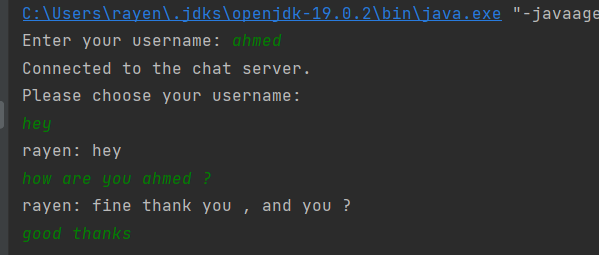 C:\Users\rayen\.jdks\openjdk-19.0.2\bin\java.exe "-javaage
Enter your username: ahmed
Connected to the chat server.
Please choose your username:
hey
rayen: hey
how are you ahmed ?
rayen: fine thank you , and you ?
good thanks